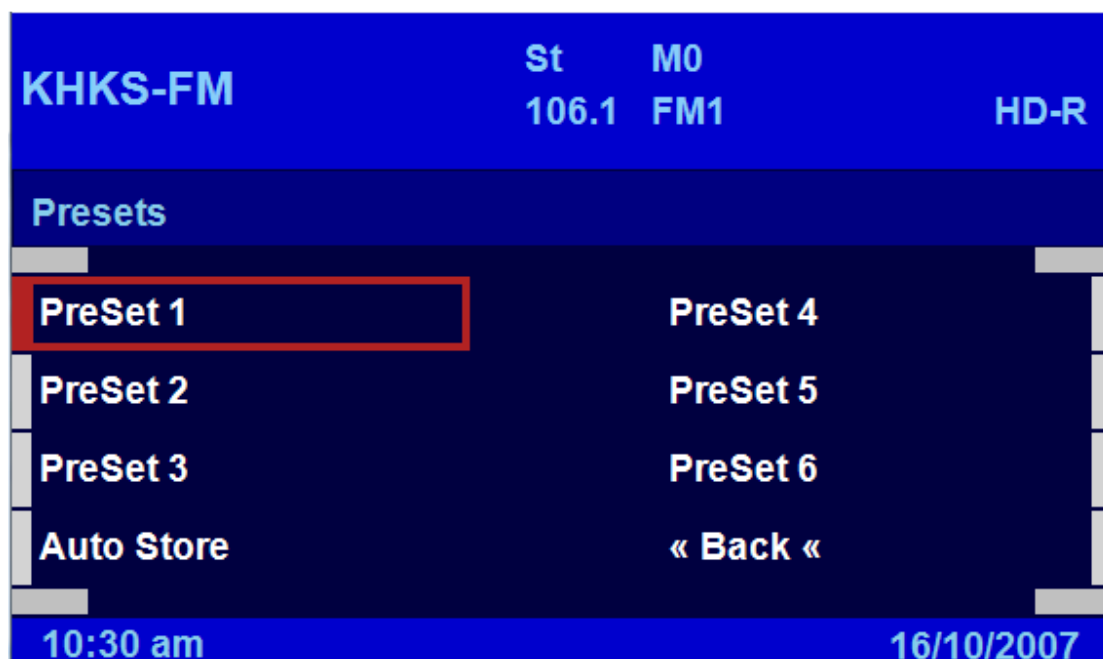 KHKS-FM
St M0
106.1 FM1 HD-R
Presets
PreSet 1 PreSet 4
PreSet 2 PreSet 5
PreSet 3 PreSet 6
Auto Store « Back «
10:30 am 16/10/2007